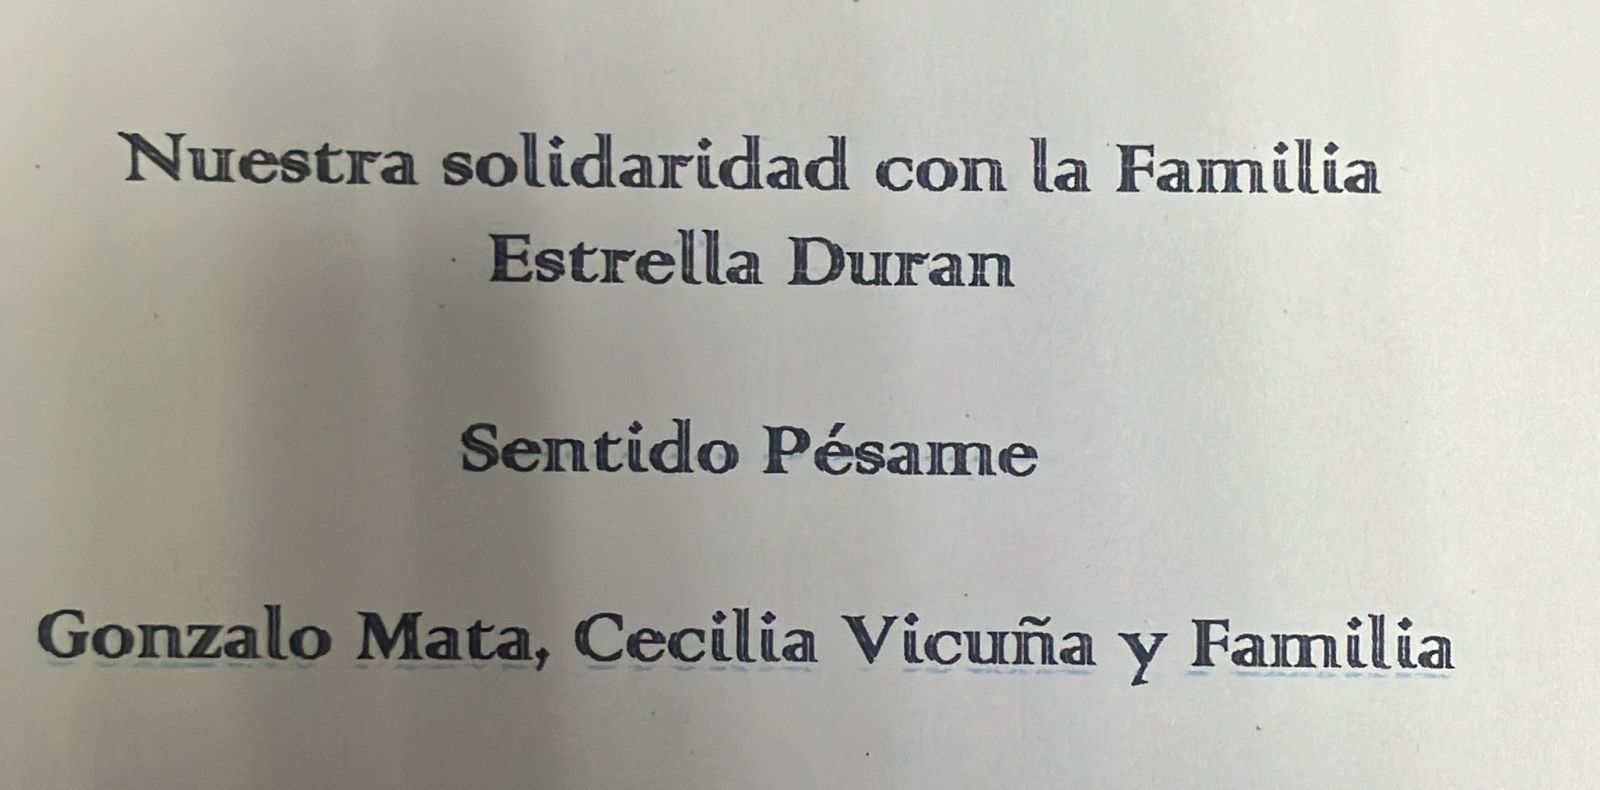 Nuestra solidaridad con la Familia
Estrella Duran
Sentido Pésame
Gonzalo Mata, Cecilia Vicuña y Familia